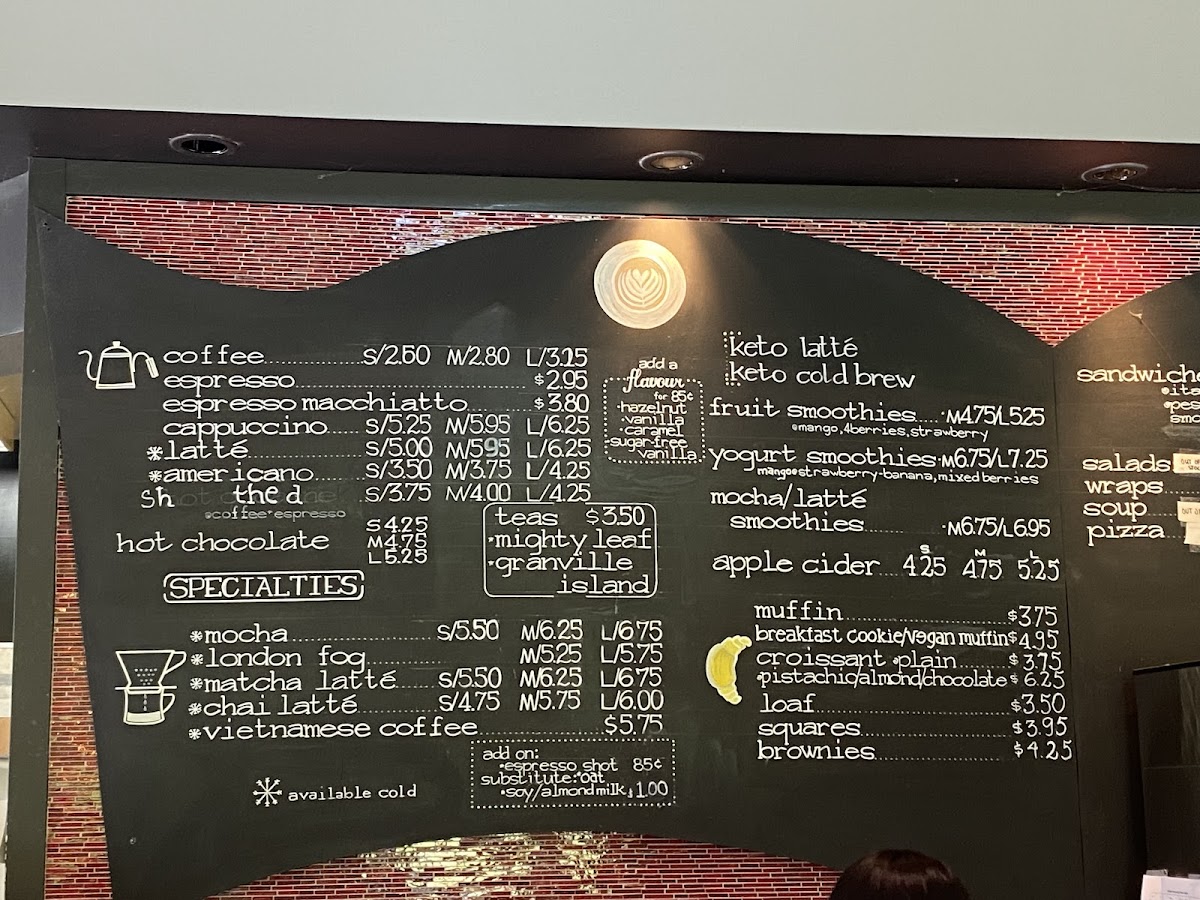 coffee S/2.60 M/2.80 L/3.25
espresso $2.95
espresso macchiatto $3.80
cappuccino S/5.25 M/5.95 L/6.25
*latté S/5.00 M/5.95 L/6.25
*americano S/3.50 M/3.75 L/4.25
sh the d S/3.75 M/4.00 L/4.25
coffee+espresso
hot chocolate S 4.25
M 4.75
L 5.25
teas $3.50
•mighty leaf
•granville
island
SPECIALTIES
*mocha S/5.50 M/6.25 L/6.75
*london fog M/5.25 L/5.75
*matcha latté S/5.50 M/6.25 L/6.75
*chai latté S/4.75 M/5.75 L/6.00
*vietnamese coffee $5.75
* available cold
add on:
•espresso shot 85¢
substitute: oat
•soy/almond milk $1.00
add a
flavour
for 85¢
•hazelnut
•vanilla
•caramel
•sugar-free
vanilla
keto latté
keto cold brew
fruit smoothies M4.75/L5.25
mango, 4berries, strawberry
yogurt smoothies M6.75/L7.25
mango strawberry-banana, mixed berries
mocha/latté
smoothies M6.75/L6.95
S M L
apple cider 4.25 4.75 5.25
muffin $3.75
breakfast cookie/vegan muffin $4.95
croissant •plain $3.75
•pistachio/almond/chocolate $6.25
loaf $3.50
squares $3.95
brownies $4.25
sandwiche
•ita
•pes
smo
salads
wraps
soup
pizza